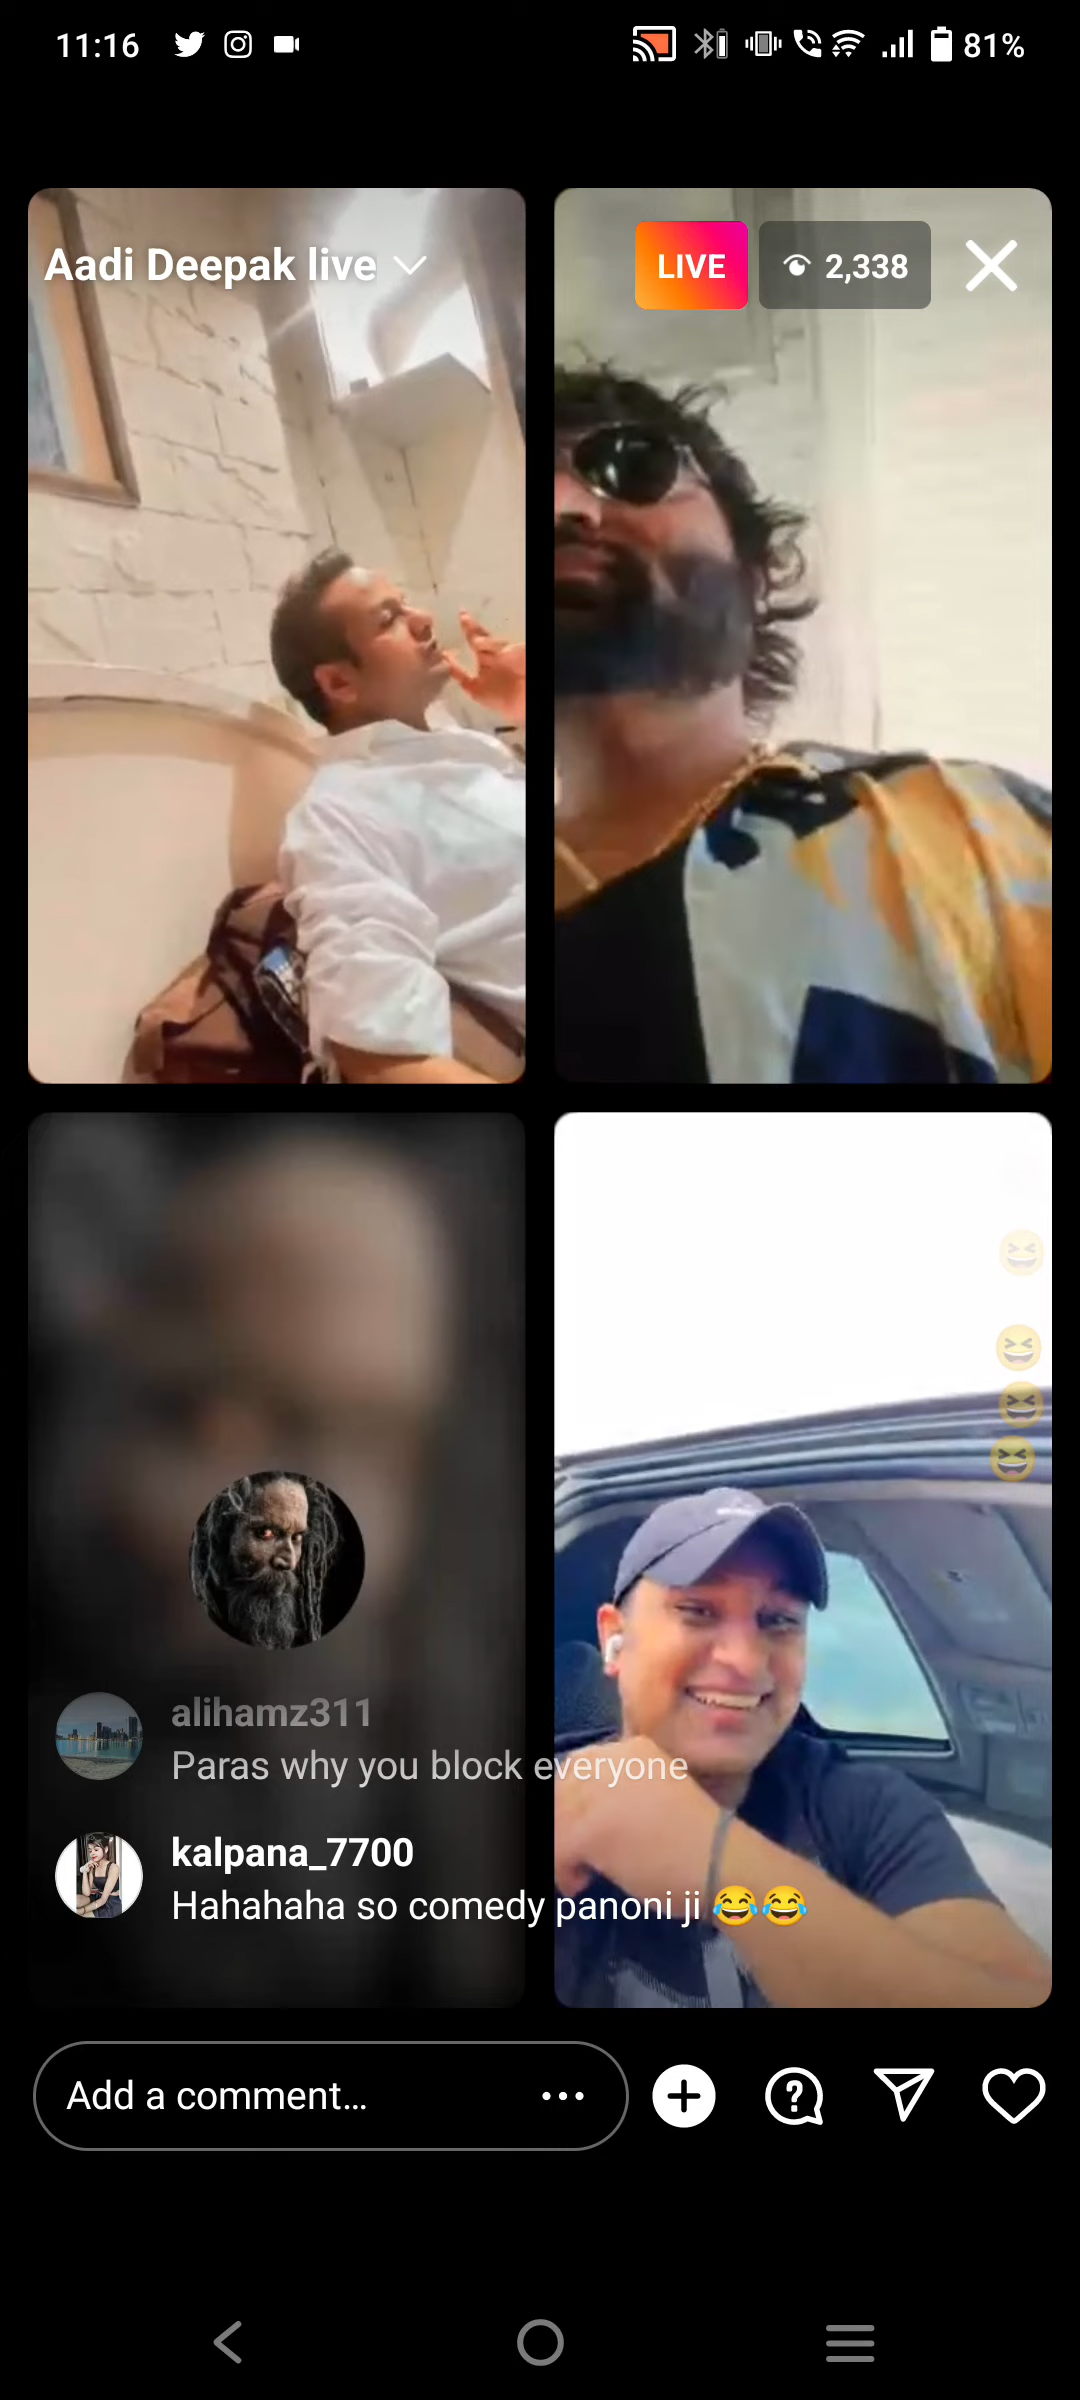 11:16
81%
Aadi Deepak live
LIVE
2,338
alihamz311
Paras why you block everyone
kalpana_7700
Hahahaha so comedy panoni ji 😂😂
Add a comment...